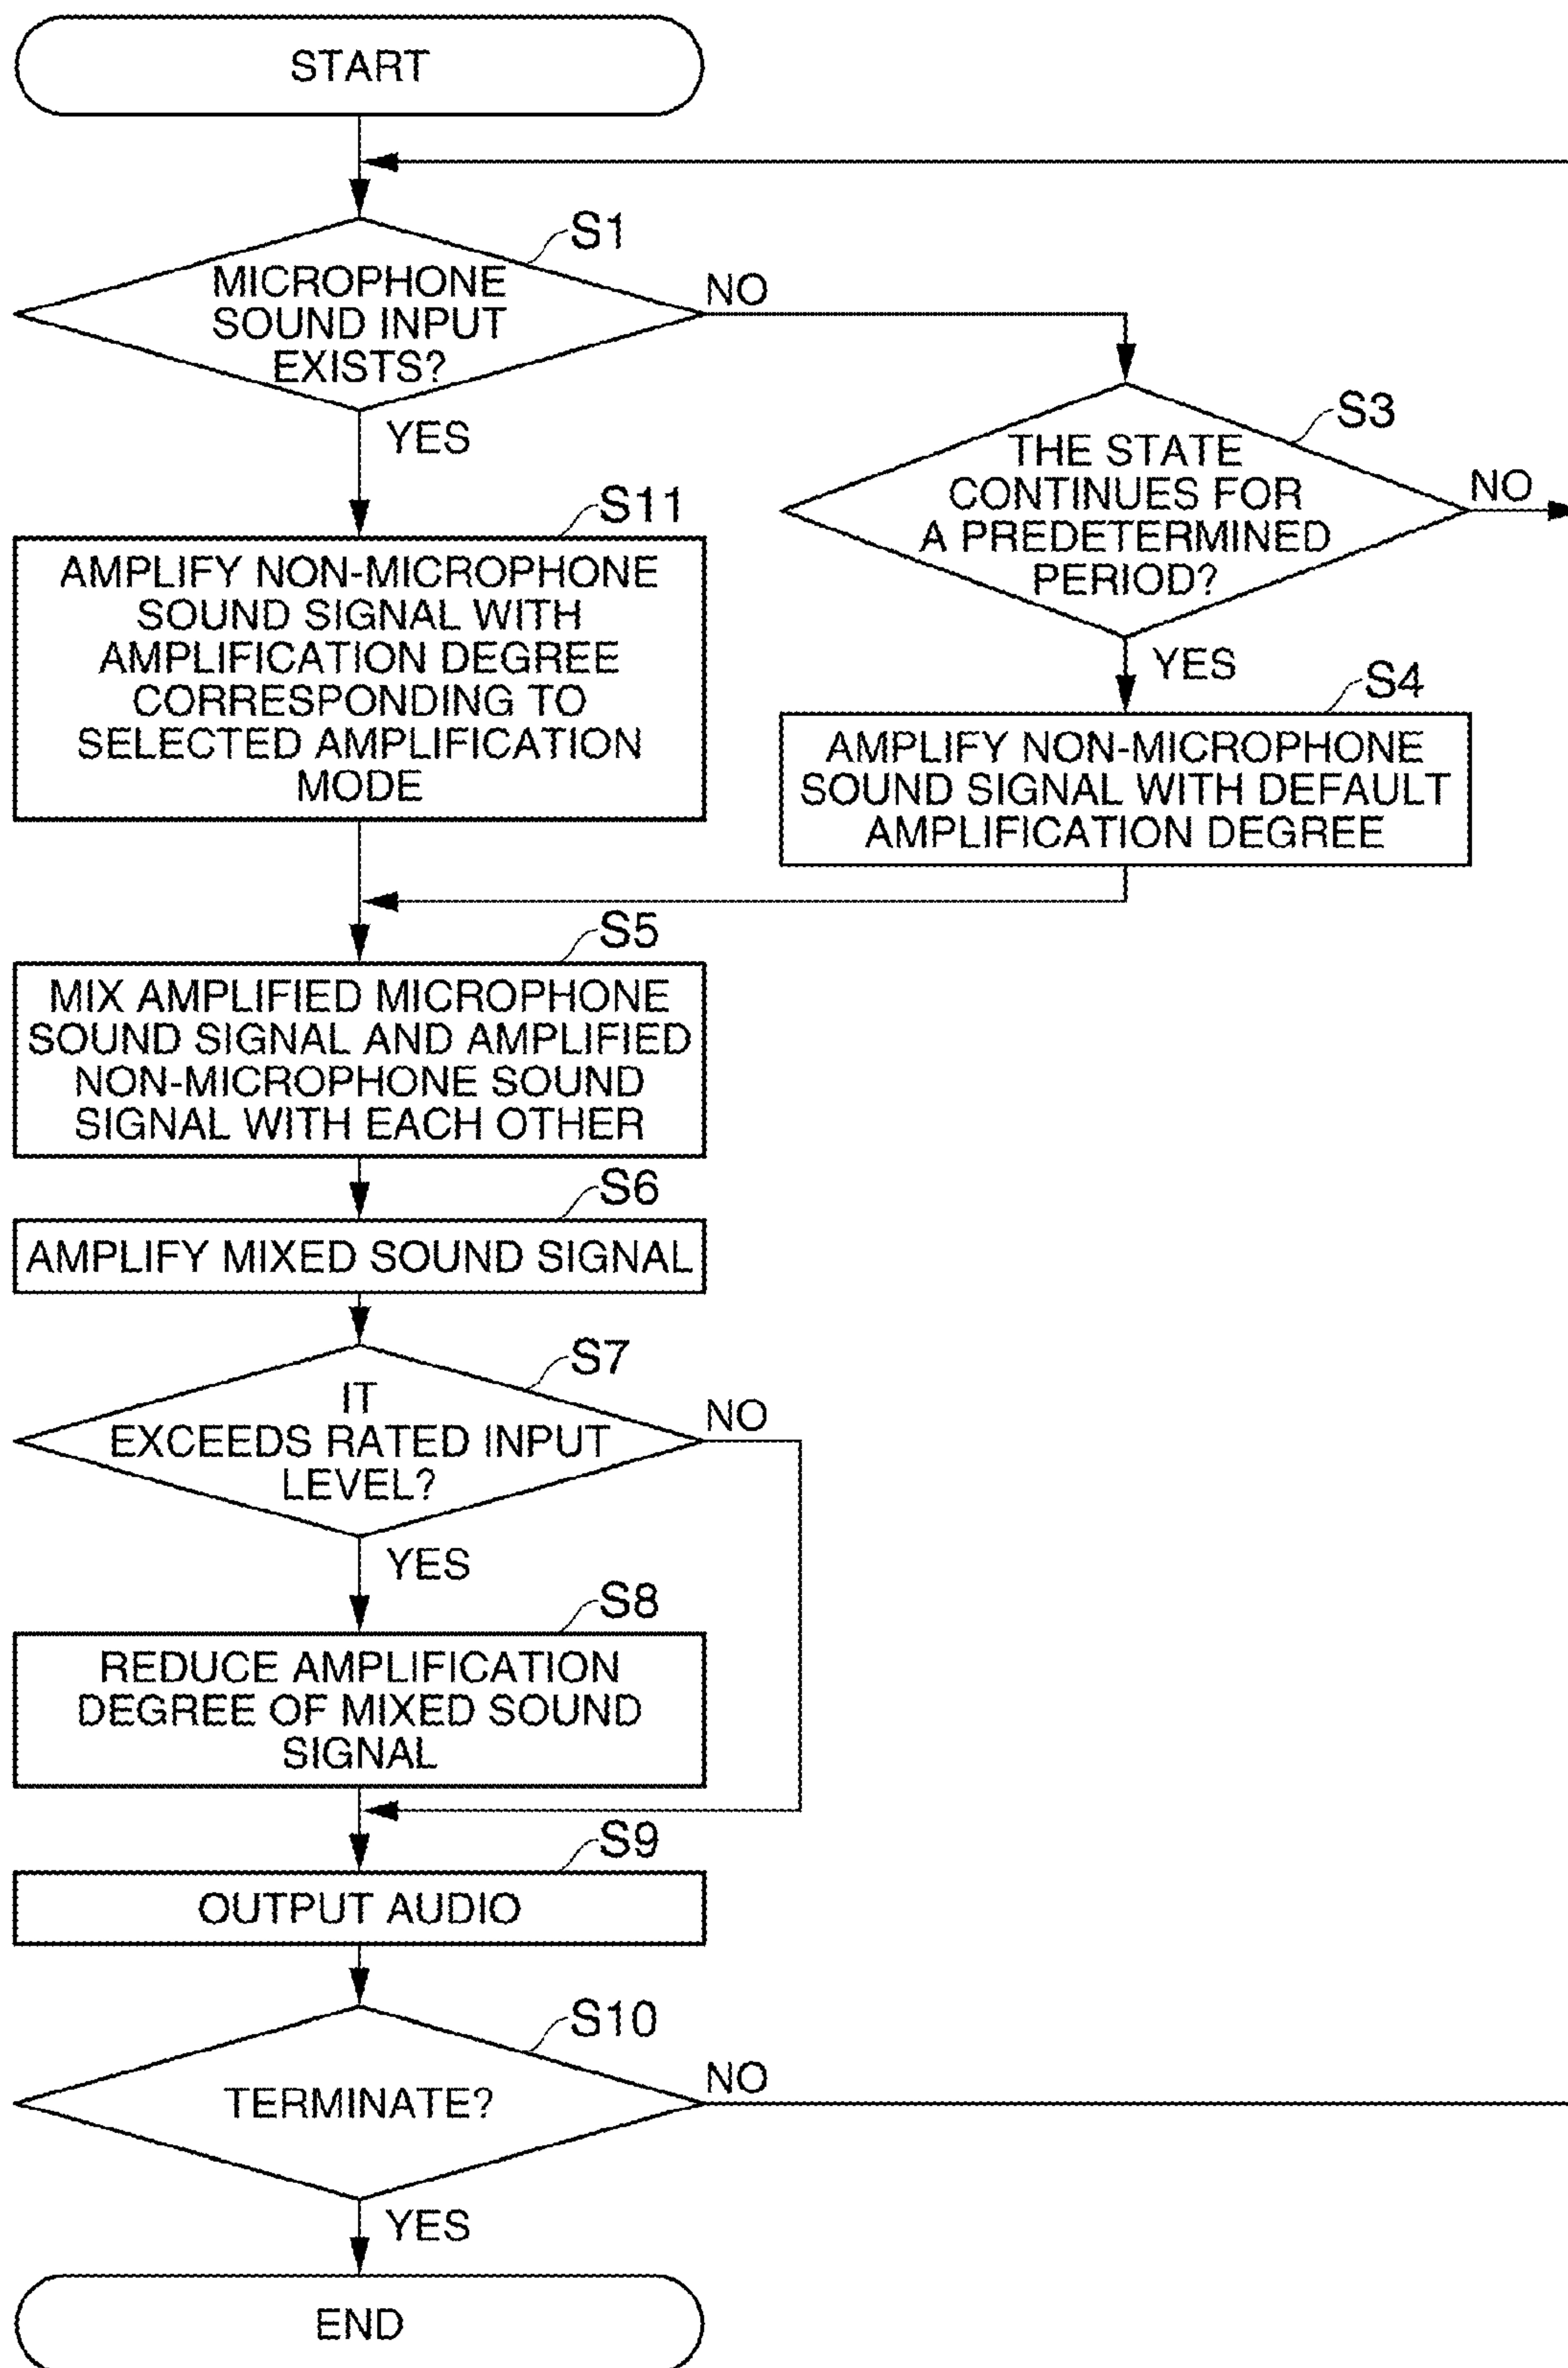 START
S1
MICROPHONE
SOUND INPUT
EXISTS?
NO
YES
S3
THE STATE
CONTINUES FOR
A PREDETERMINED
PERIOD?
NO
YES
S11
AMPLIFY NON-MICROPHONE
SOUND SIGNAL WITH
AMPLIFICATION DEGREE
CORRESPONDING TO
SELECTED AMPLIFICATION
MODE
S4
AMPLIFY NON-MICROPHONE
SOUND SIGNAL WITH DEFAULT
AMPLIFICATION DEGREE
S5
MIX AMPLIFIED MICROPHONE
SOUND SIGNAL AND AMPLIFIED
NON-MICROPHONE SOUND
SIGNAL WITH EACH OTHER
S6
AMPLIFY MIXED SOUND SIGNAL
S7
IT
EXCEEDS RATED INPUT
LEVEL?
NO
YES
S8
REDUCE AMPLIFICATION
DEGREE OF MIXED SOUND
SIGNAL
S9
OUTPUT AUDIO
S10
TERMINATE?
NO
YES
END